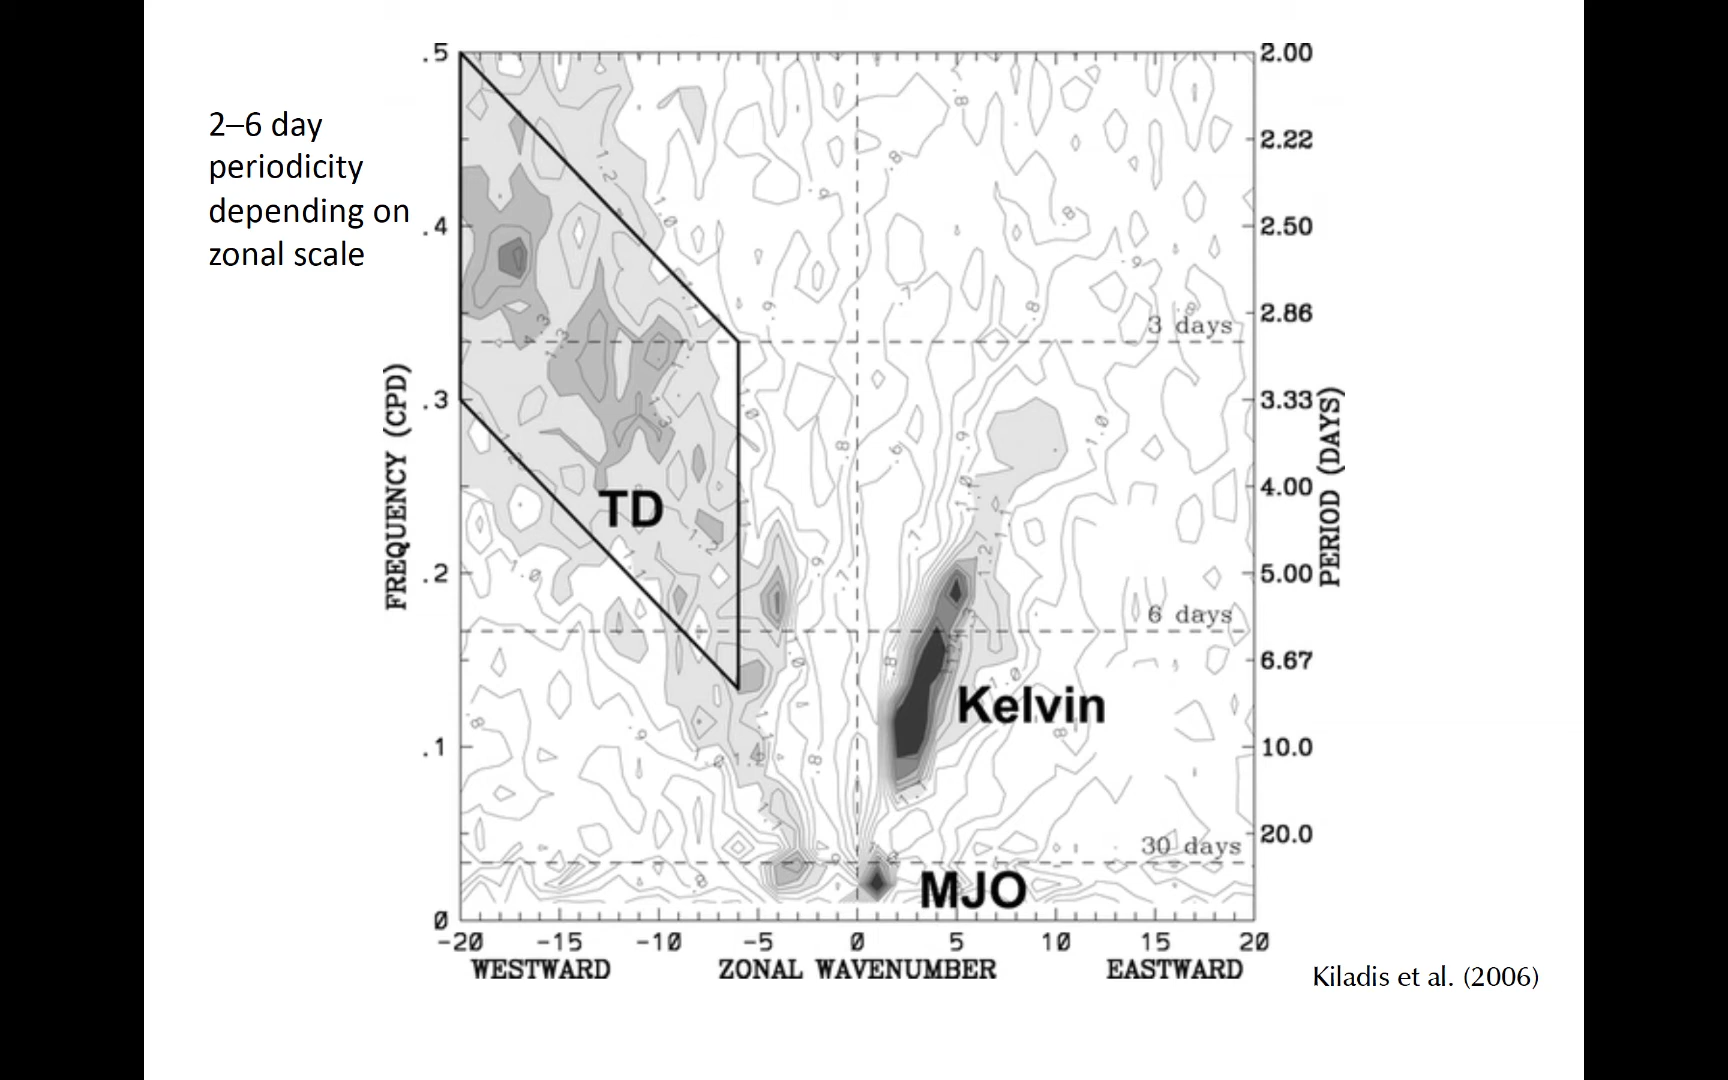 2–6 day
periodicity
depending on
zonal scale
FREQUENCY (CPD)
.5
.4
.3
.2
.1
0
2.00
2.22
2.50
2.86
3.33
4.00
5.00
6.67
10.0
20.0
PERIOD (DAYS)
3 days
6 days
30 days
TD
Kelvin
MJO
-20 -15 -10 -5 0 5 10 15 20
WESTWARD ZONAL WAVENUMBER EASTWARD
Kiladis et al. (2006)